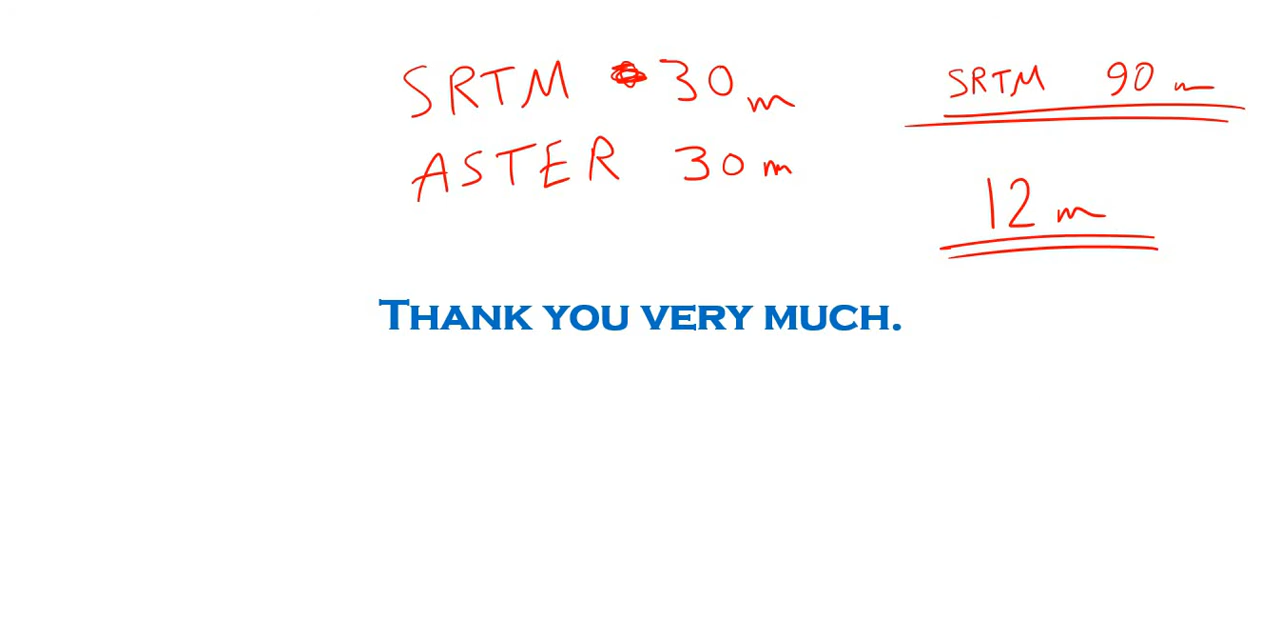 SRTM 30 m
ASTER 30 m
SRTM 90 m
12 m
THANK YOU VERY MUCH.